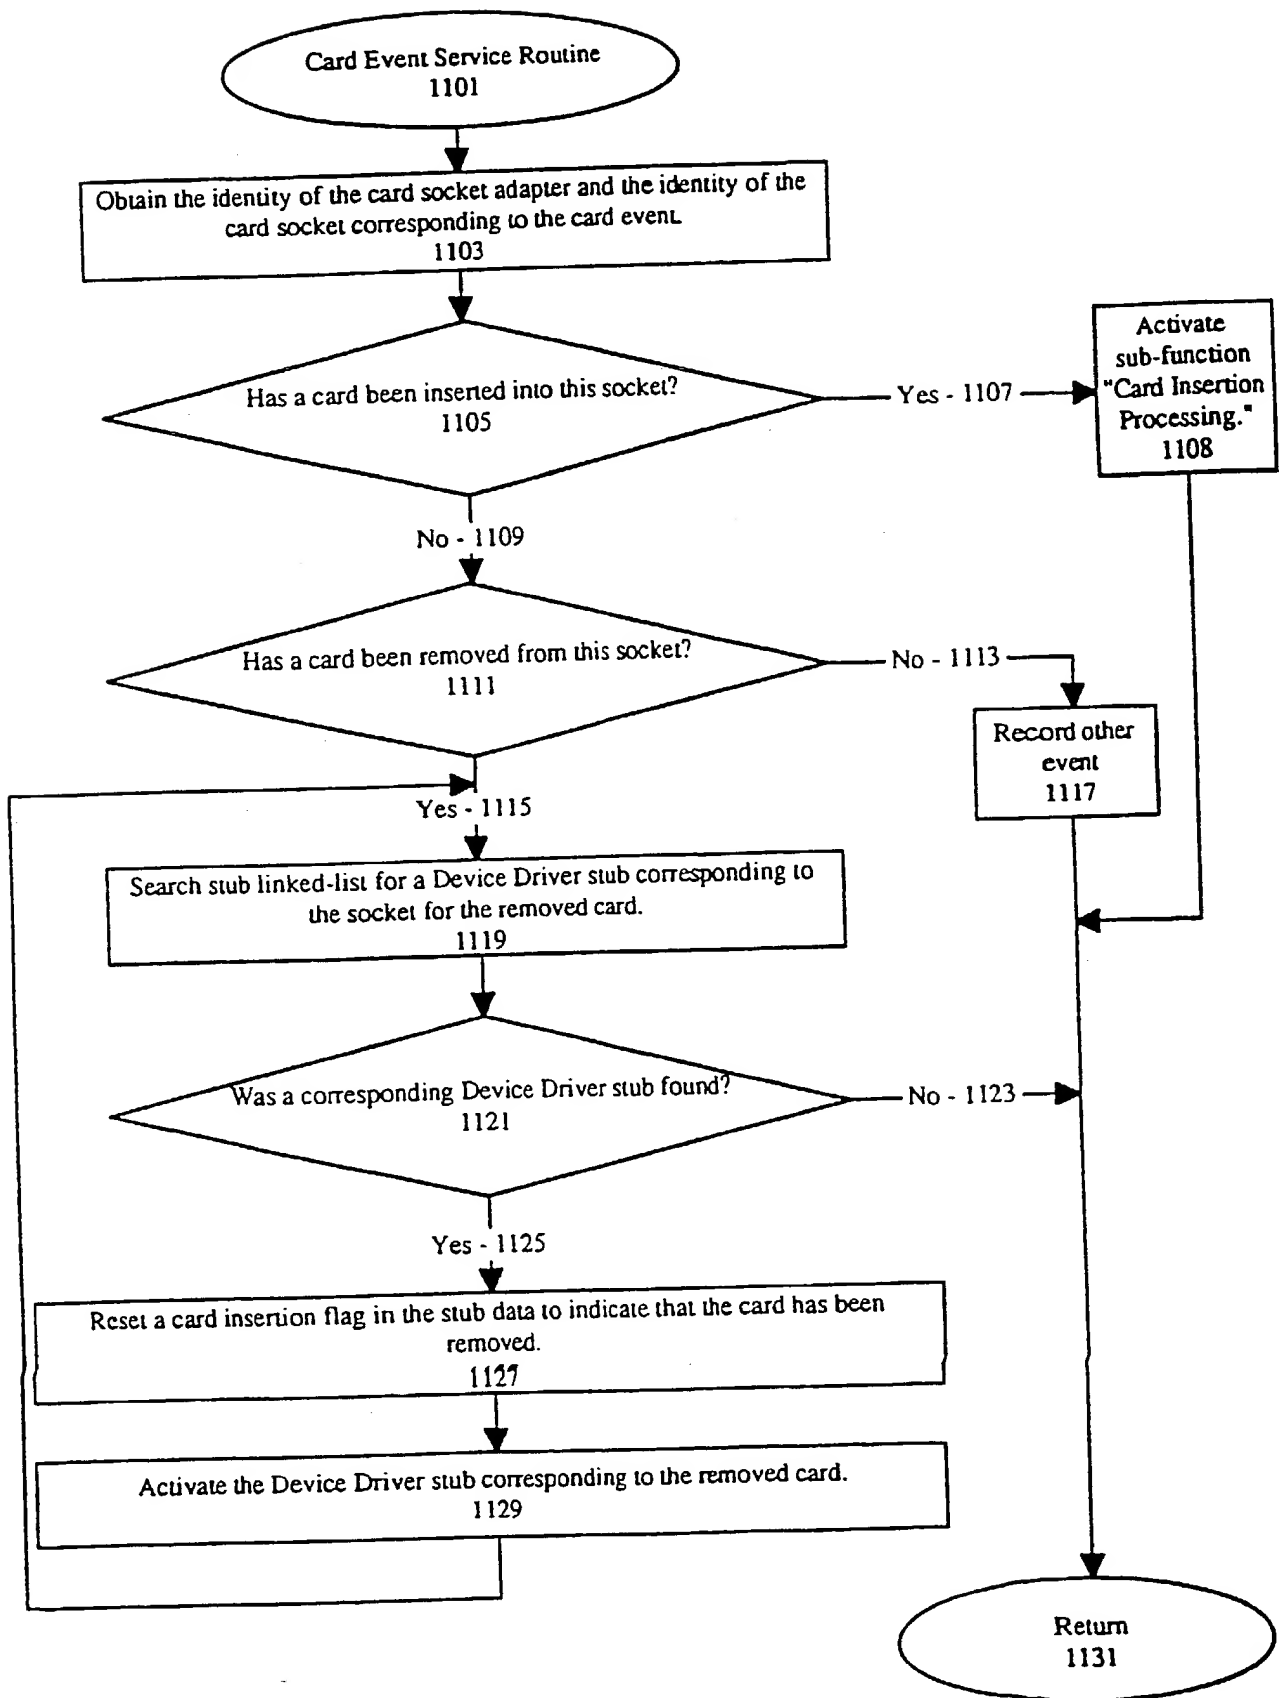 Card Event Service Routine
1101
Obtain the identity of the card socket adapter and the identity of the
card socket corresponding to the card event.
1103
Has a card been inserted into this socket?
1105
Yes - 1107
Activate
sub-function
"Card Insertion
Processing."
1108
No - 1109
Has a card been removed from this socket?
1111
No - 1113
Record other
event
1117
Yes - 1115
Search stub linked-list for a Device Driver stub corresponding to
the socket for the removed card.
1119
Was a corresponding Device Driver stub found?
1121
No - 1123
Yes - 1125
Reset a card insertion flag in the stub data to indicate that the card has been
removed.
1127
Activate the Device Driver stub corresponding to the removed card.
1129
Return
1131